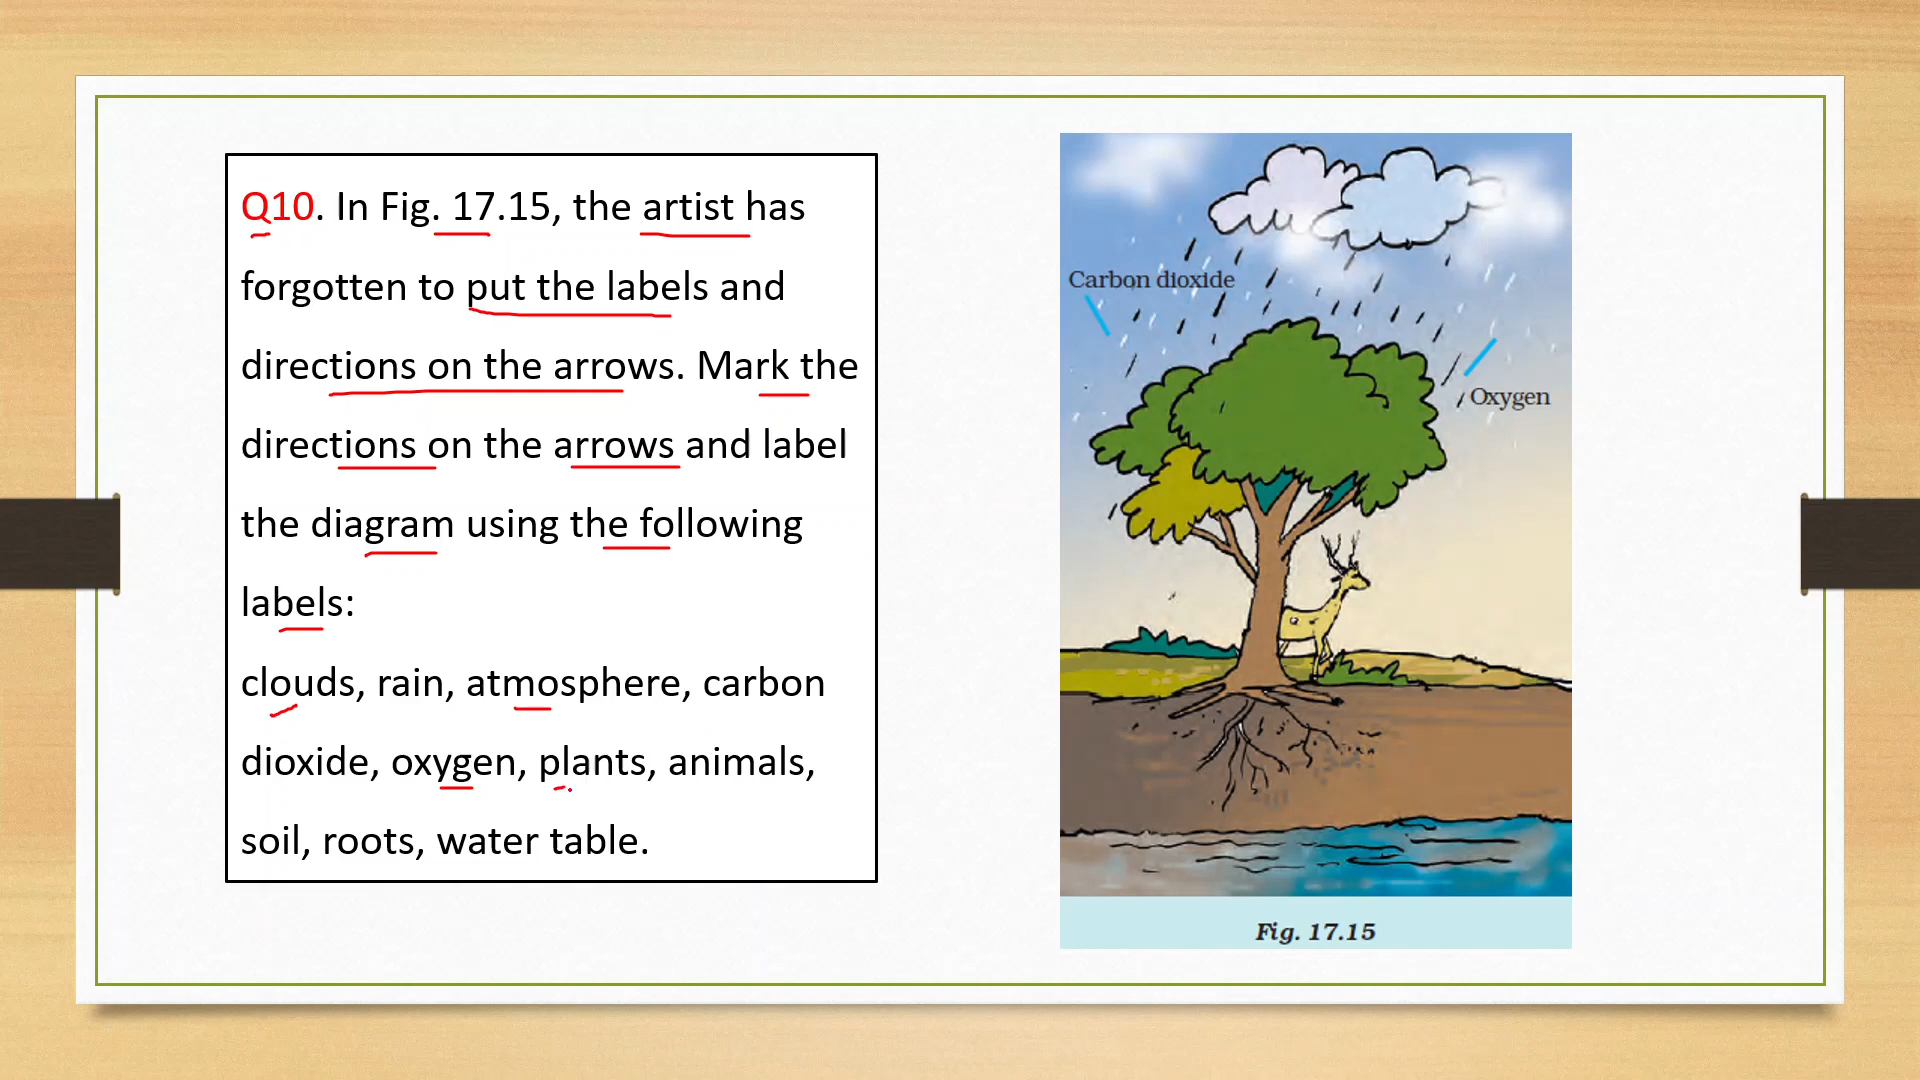 Q10. In Fig. 17.15, the artist has
forgotten to put the labels and
directions on the arrows. Mark the
directions on the arrows and label
the diagram using the following
labels:
clouds, rain, atmosphere, carbon
dioxide, oxygen, plants, animals,
soil, roots, water table.
Carbon dioxide
Oxygen
Fig. 17.15